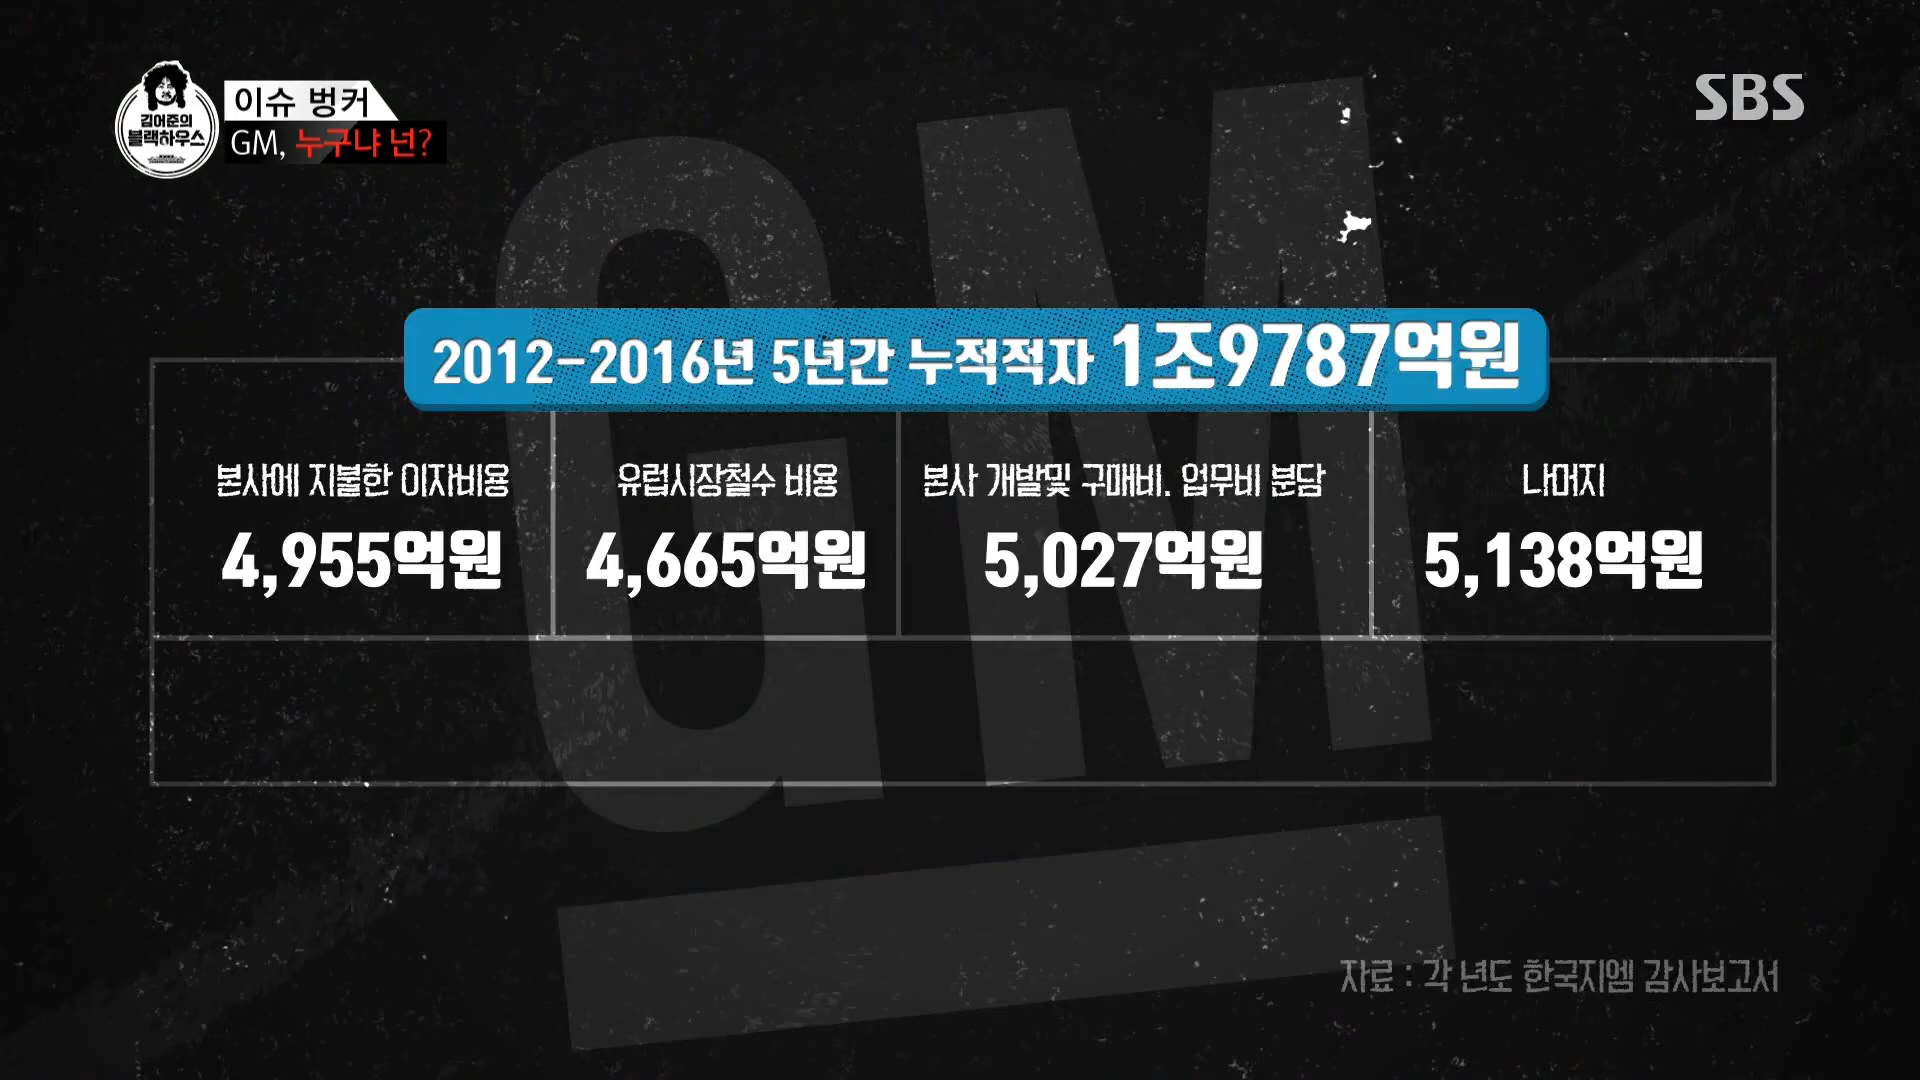 김어준의
블랙하우스
이슈 벙커
GM, 누구냐 넌?
SBS
GM
2012-2016년 5년간 누적적자 1조9787억원
본사에 지불한 이자비용
4,955억원
유럽시장철수 비용
4,665억원
본사 개발및 구매비. 업무비 분담
5,027억원
나머지
5,138억원
자료 : 각 년도 한국지엠 감사보고서